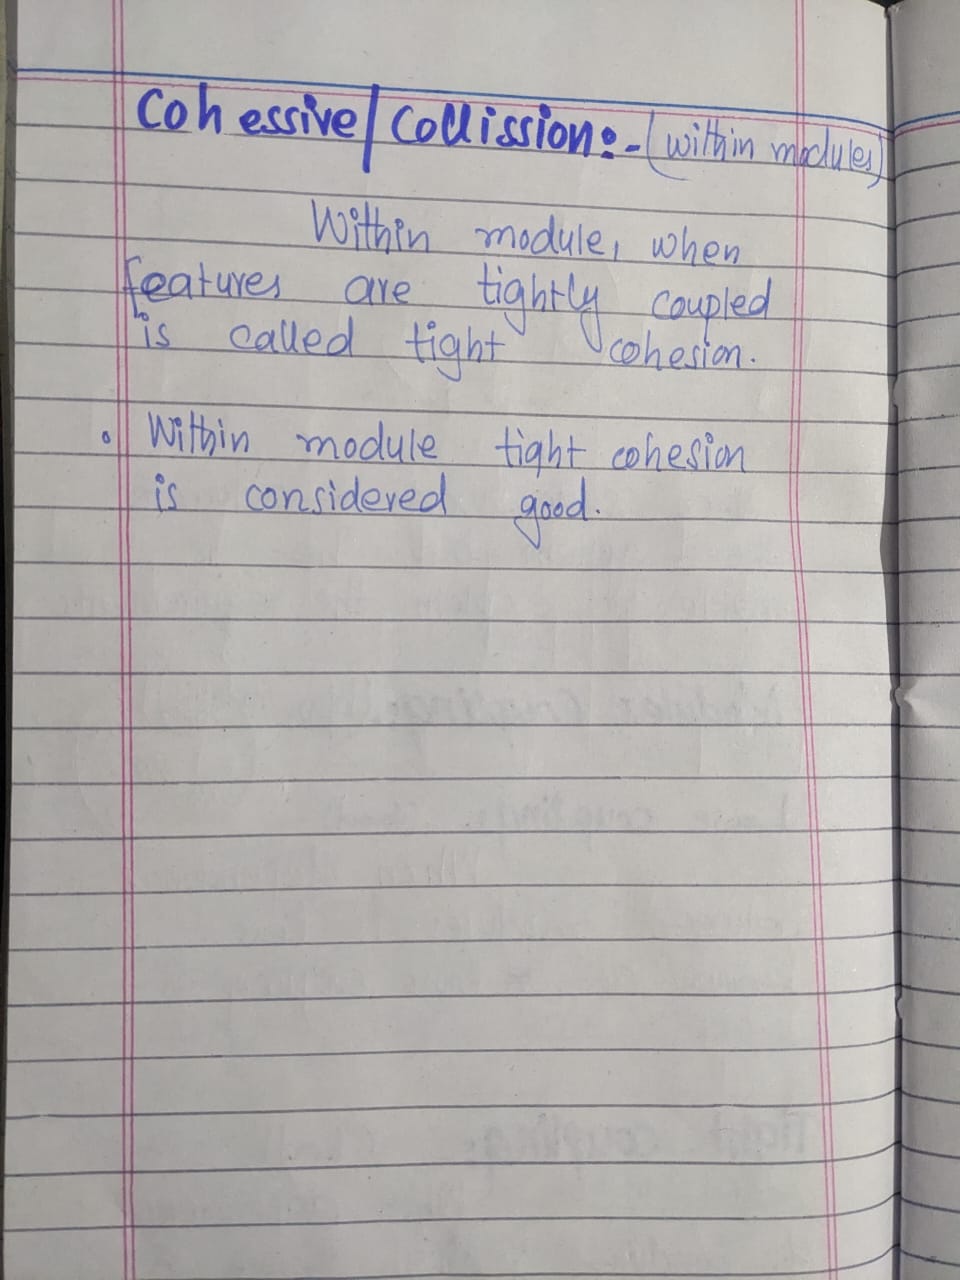 Cohessive/Collission:-(within modules)
Within module, when
features are tightly coupled
is called tight cohesion.
• Within module tight cohesion
is considered good.